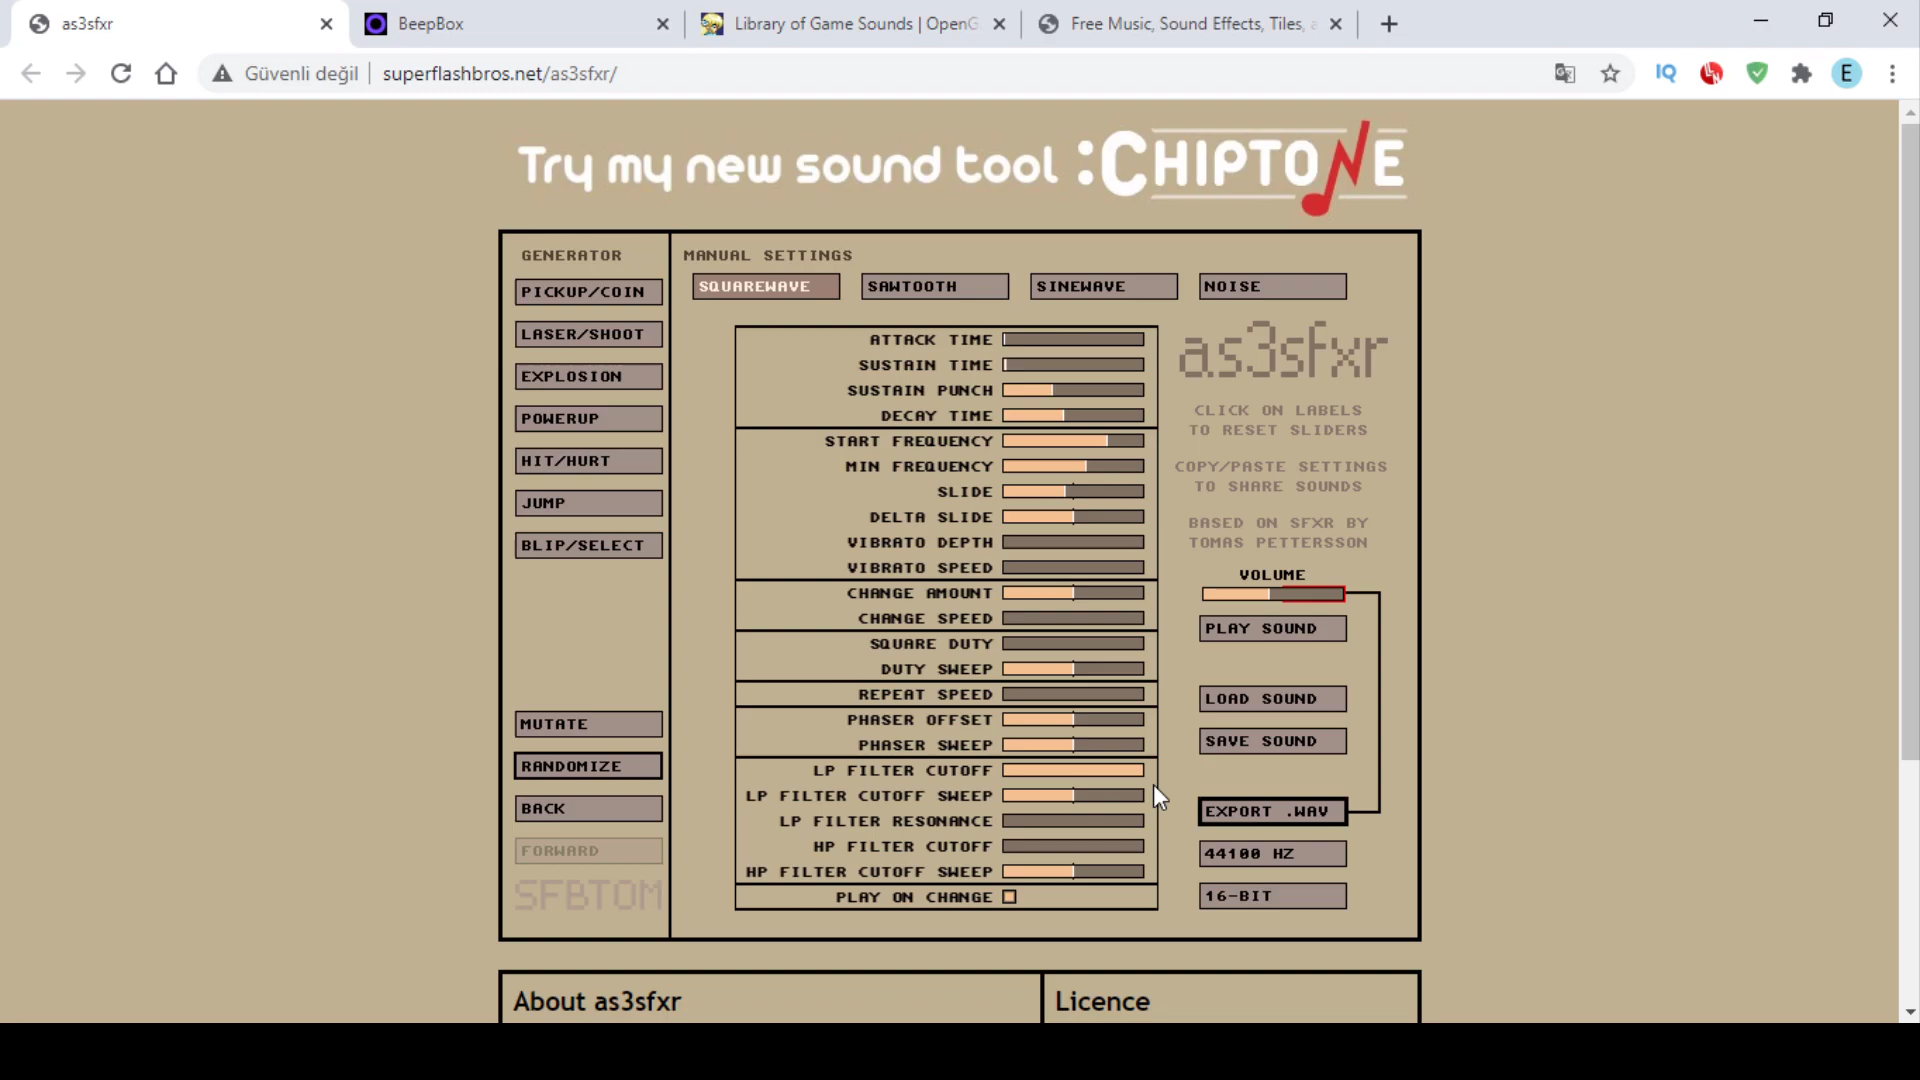 as3sfxr
BeepBox
Library of Game Sounds | OpenG
Free Music, Sound Effects, Tiles, a
Güvenli değil
superflashbros.net/as3sfxr/
IQ
E
Try my new sound tool :CHIPTONE
GENERATOR
PICKUP/COIN
LASER/SHOOT
EXPLOSION
POWERUP
HIT/HURT
JUMP
BLIP/SELECT
MUTATE
RANDOMIZE
BACK
FORWARD
SFBTOM
MANUAL SETTINGS
SQUAREWAVE
SAWTOOTH
SINEWAVE
NOISE
ATTACK TIME
SUSTAIN TIME
SUSTAIN PUNCH
DECAY TIME
START FREQUENCY
MIN FREQUENCY
SLIDE
DELTA SLIDE
VIBRATO DEPTH
VIBRATO SPEED
CHANGE AMOUNT
CHANGE SPEED
SQUARE DUTY
DUTY SWEEP
REPEAT SPEED
PHASER OFFSET
PHASER SWEEP
LP FILTER CUTOFF
LP FILTER CUTOFF SWEEP
LP FILTER RESONANCE
HP FILTER CUTOFF
HP FILTER CUTOFF SWEEP
PLAY ON CHANGE
as3sfxr
CLICK ON LABELS
TO RESET SLIDERS
COPY/PASTE SETTINGS
TO SHARE SOUNDS
BASED ON SFXR BY
TOMAS PETTERSSON
VOLUME
PLAY SOUND
LOAD SOUND
SAVE SOUND
EXPORT .WAV
44100 HZ
16-BIT
About as3sfxr
Licence